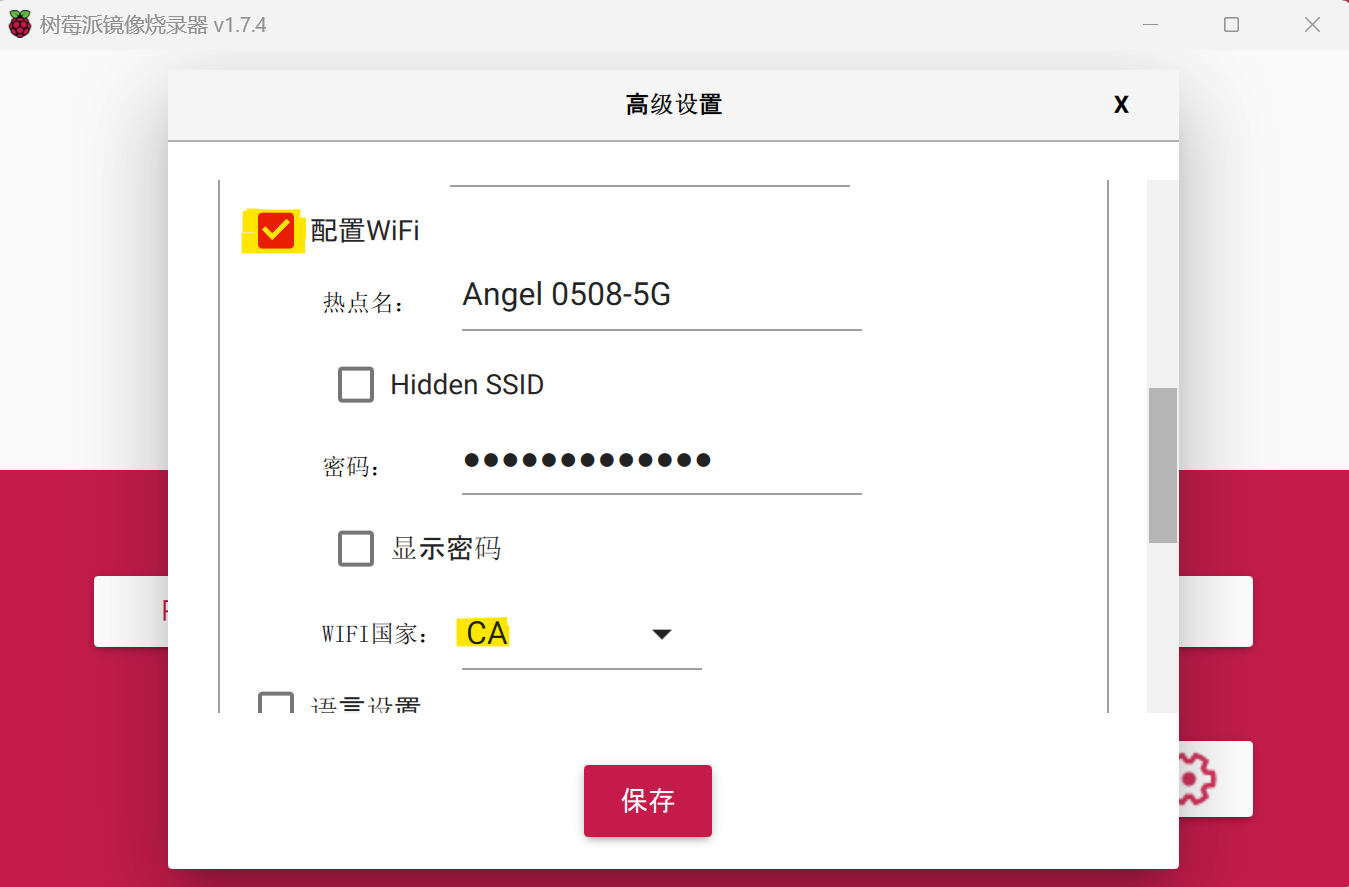 树莓派镜像烧录器 v1.7.4
高级设置
X
配置WiFi
热点名：
Angel 0508-5G
Hidden SSID
密码：
●●●●●●●●●●●●●
显示密码
WIFI国家：
CA
语言设置
保存